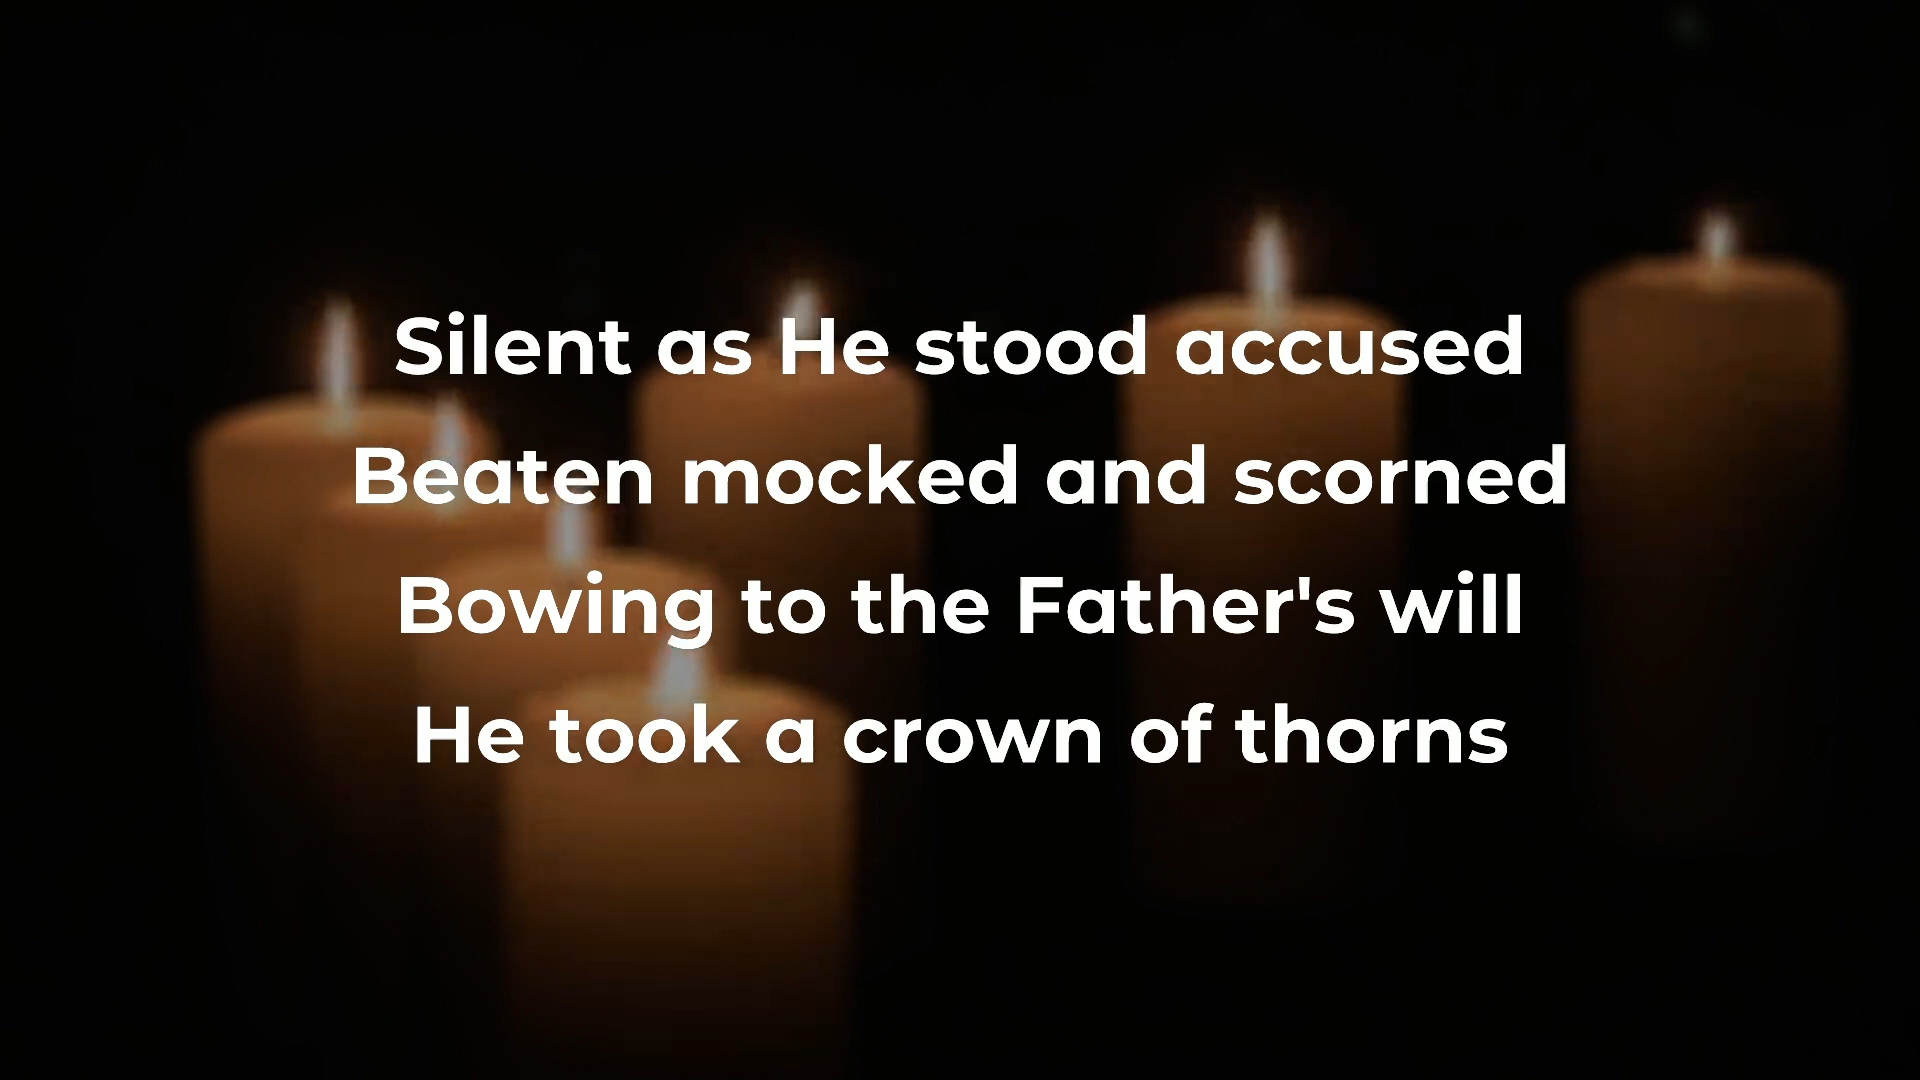 Silent as He stood accused
Beaten mocked and scorned
Bowing to the Father's will
He took a crown of thorns